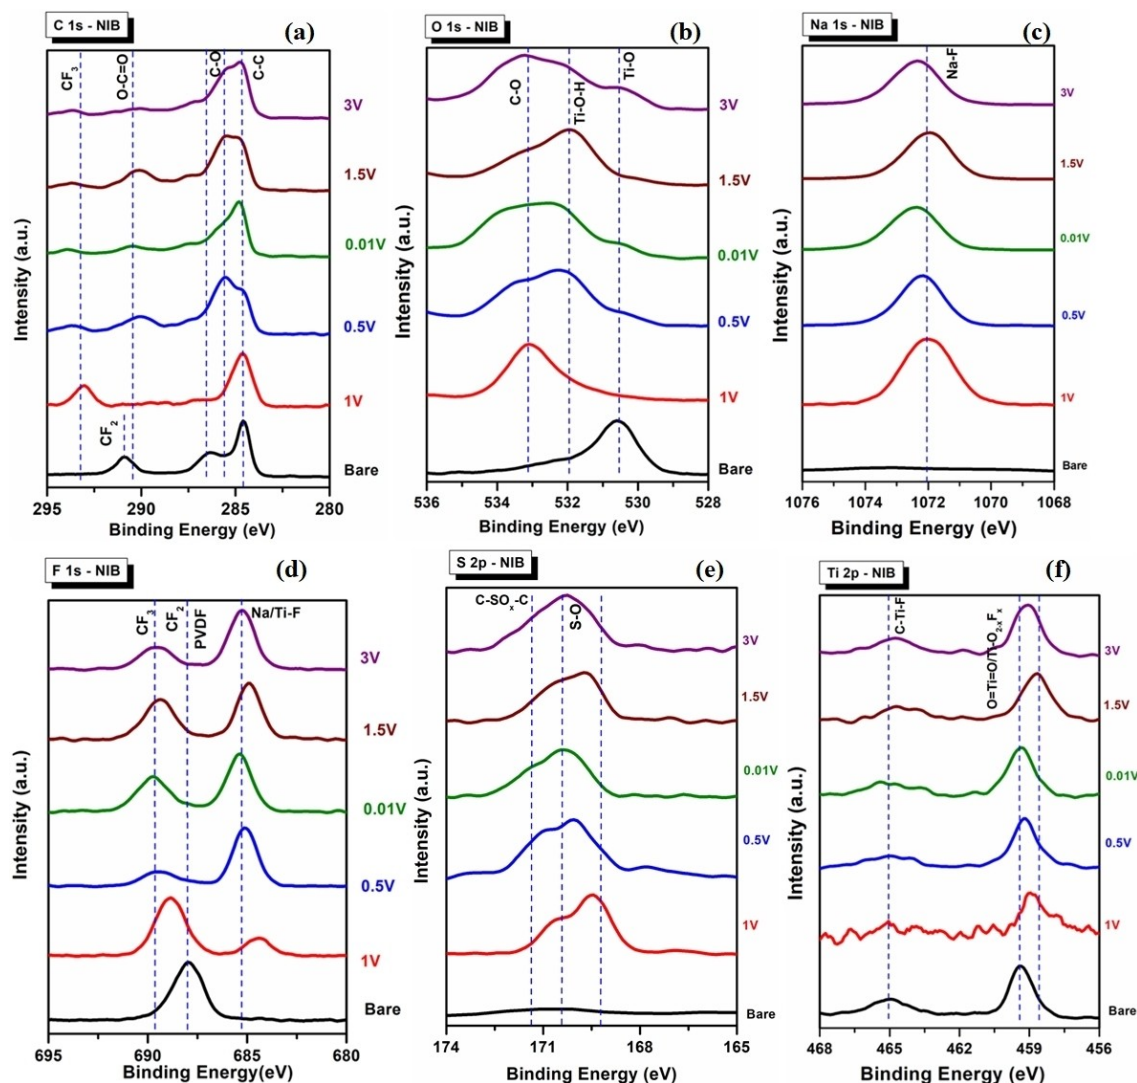 C 1s - NIB
(a)
CF3
O-C=O
C-O
C-C
3V
1.5V
0.01V
0.5V
CF2
1V
Bare
Intensity (a.u.)
295 290 285 280
Binding Energy (eV)
O 1s - NIB
(b)
C-O
Ti-O-H
Ti-O
3V
1.5V
0.01V
0.5V
1V
Bare
Intensity (a.u.)
536 534 532 530 528
Binding Energy (eV)
Na 1s - NIB
(c)
Na-F
3V
1.5V
0.01V
0.5V
1V
Bare
Intensity (a.u.)
1076 1074 1072 1070 1068
Binding Energy (eV)
F 1s - NIB
(d)
CF3
CF2
PVDF
Na/Ti-F
3V
1.5V
0.01V
0.5V
1V
Bare
Intensity (a.u.)
695 690 685 680
Binding Energy(eV)
S 2p - NIB
(e)
C-SOx-C
S-O
3V
1.5V
0.01V
0.5V
1V
Bare
Intensity (a.u.)
174 171 168 165
Binding Energy (eV)
Ti 2p - NIB
(f)
C-Ti-F
O=Ti=O/Ti-O2-xFx
3V
1.5V
0.01V
0.5V
1V
Bare
Intensity (a.u.)
468 465 462 459 456
Binding Energy (eV)